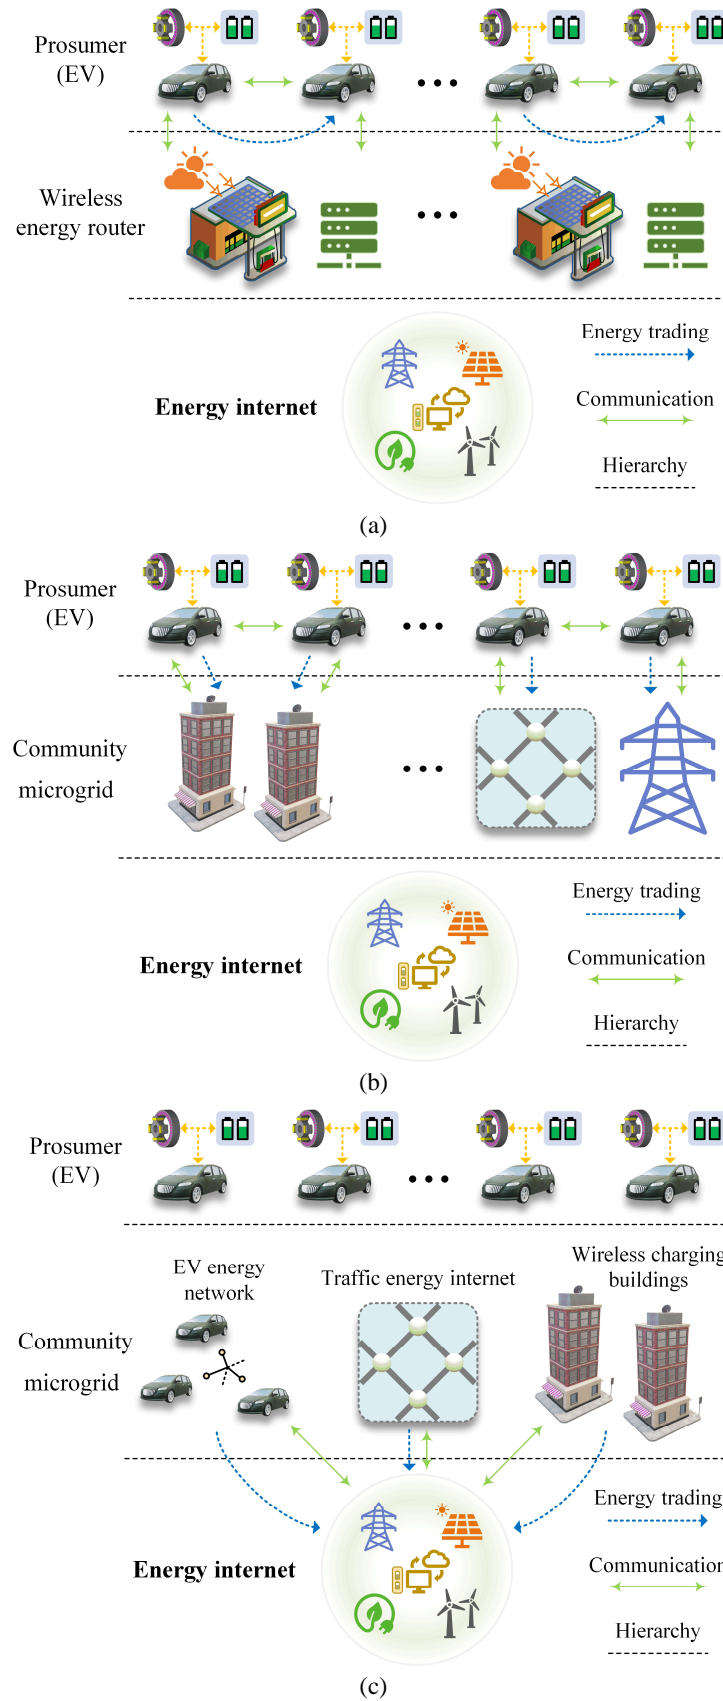 Prosumer
(EV)
Wireless
energy router
Energy trading
Communication
Energy internet
Hierarchy
(a)
Prosumer
(EV)
Community
microgrid
Energy trading
Communication
Energy internet
Hierarchy
(b)
Prosumer
(EV)
Wireless charging
buildings
EV energy
network
Traffic energy internet
Community
microgrid
Energy trading
Communication
Energy internet
Hierarchy
(c)